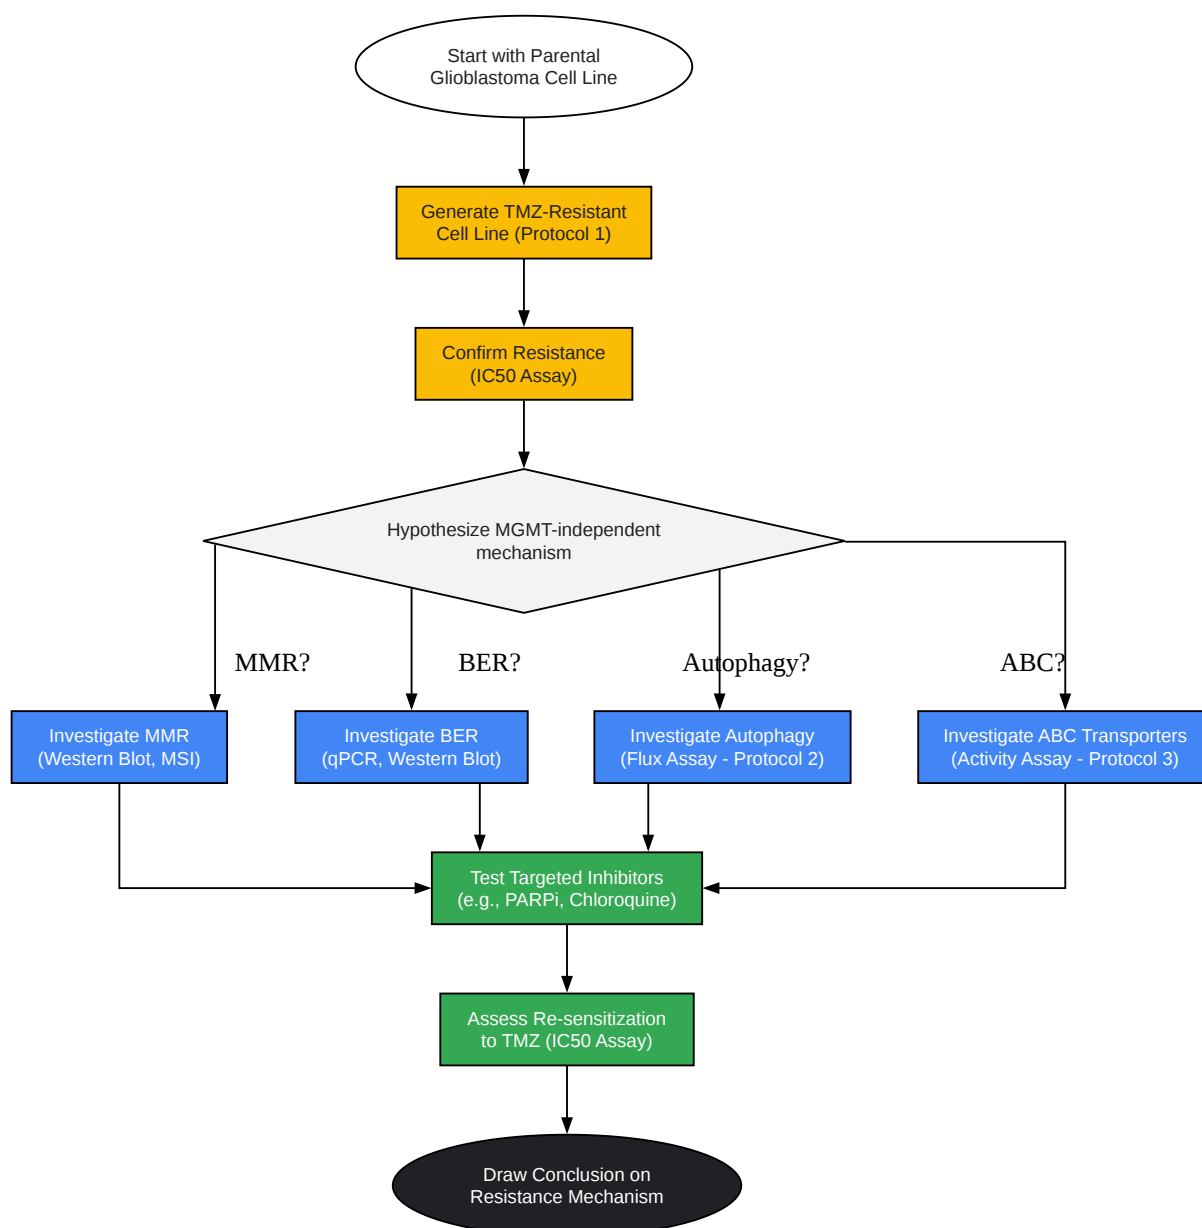 Start with Parental
Glioblastoma Cell Line
Generate TMZ-Resistant
Cell Line (Protocol 1)
Confirm Resistance
(IC50 Assay)
Hypothesize MGMT-independent
mechanism
MMR?
BER?
Autophagy?
ABC?
Investigate MMR
(Western Blot, MSI)
Investigate BER
(qPCR, Western Blot)
Investigate Autophagy
(Flux Assay - Protocol 2)
Investigate ABC Transporters
(Activity Assay - Protocol 3)
Test Targeted Inhibitors
(e.g., PARPi, Chloroquine)
Assess Re-sensitization
to TMZ (IC50 Assay)
Draw Conclusion on
Resistance Mechanism